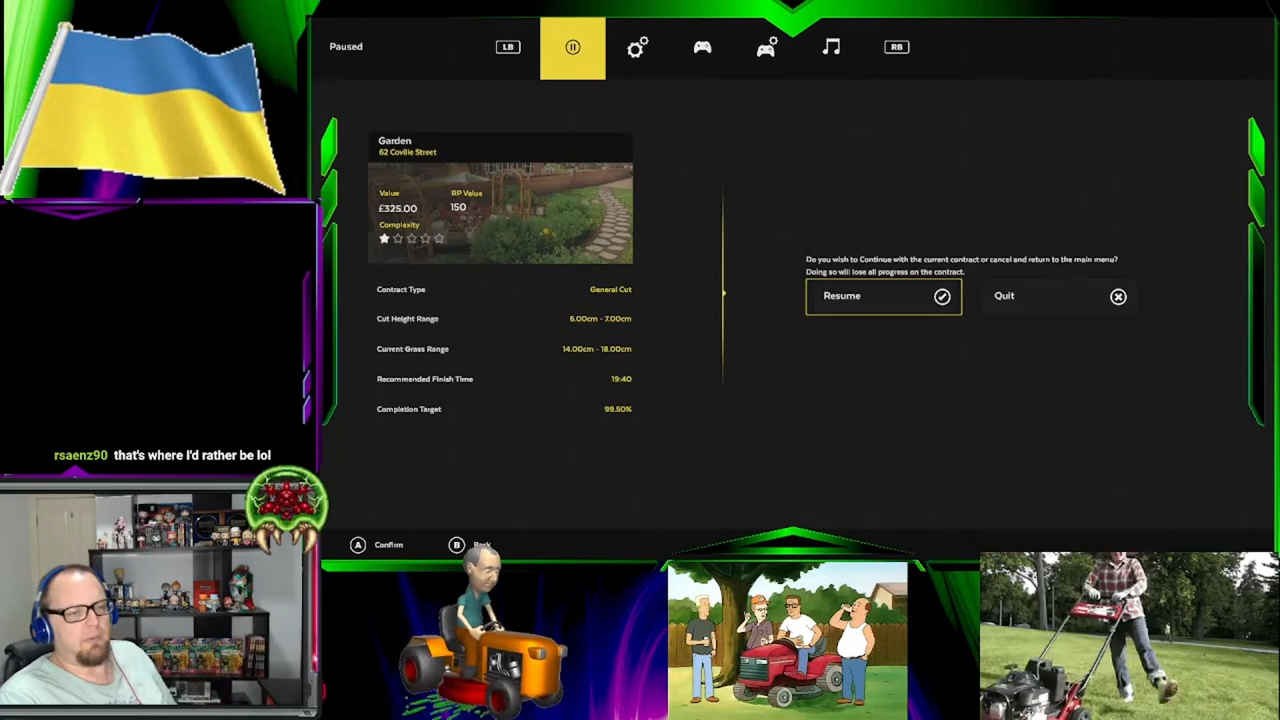 Paused
LB
RB
Garden
62 Coville Street
Value
RP Value
£325.00
150
Complexity
Contract Type
General Cut
Cut Height Range
6.00cm - 7.00cm
Current Grass Range
14.00cm - 18.00cm
Recommended Finish Time
19:40
Completion Target
99.50%
Do you wish to Continue with the current contract or cancel and return to the main menu?
Doing so will lose all progress on the contract.
Resume
Quit
rsaenz90 that's where I'd rather be lol
A Confirm
B Back